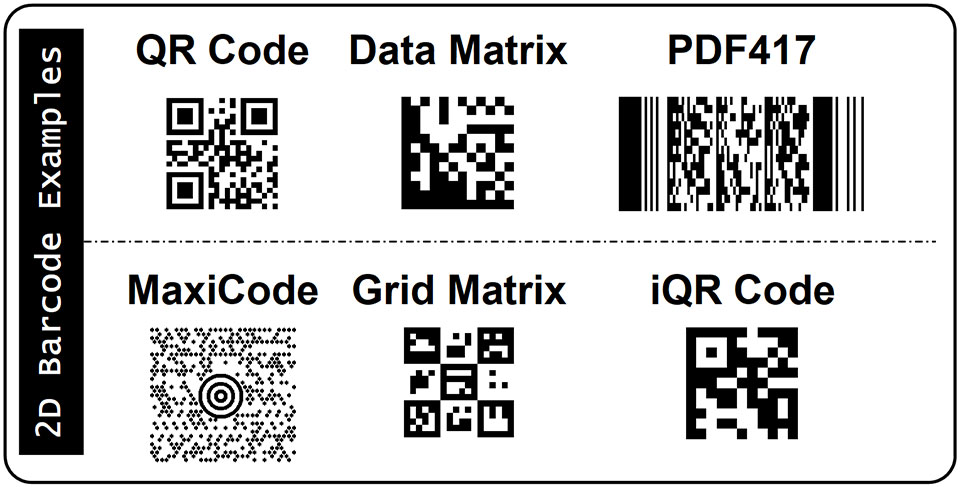 2D Barcode Examples
QR Code
Data Matrix
PDF417
MaxiCode
Grid Matrix
iQR Code